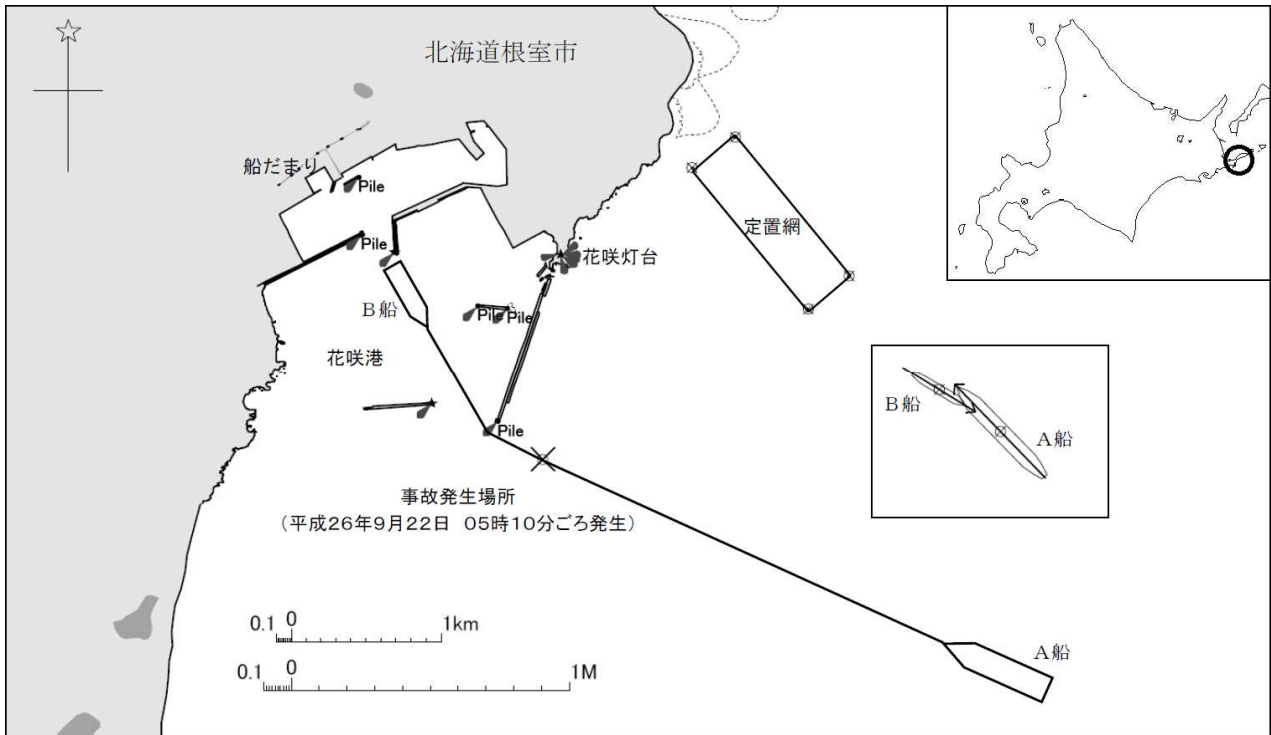 北海道根室市
船だまり
Pile
Pile
定置網
花咲灯台
B船
Pile Pile
花咲港
B船
A船
Pile
事故発生場所
（平成２６年９月２２日　０５時１０分ごろ発生）
0.1 0 1km
A船
0.1 0 1M